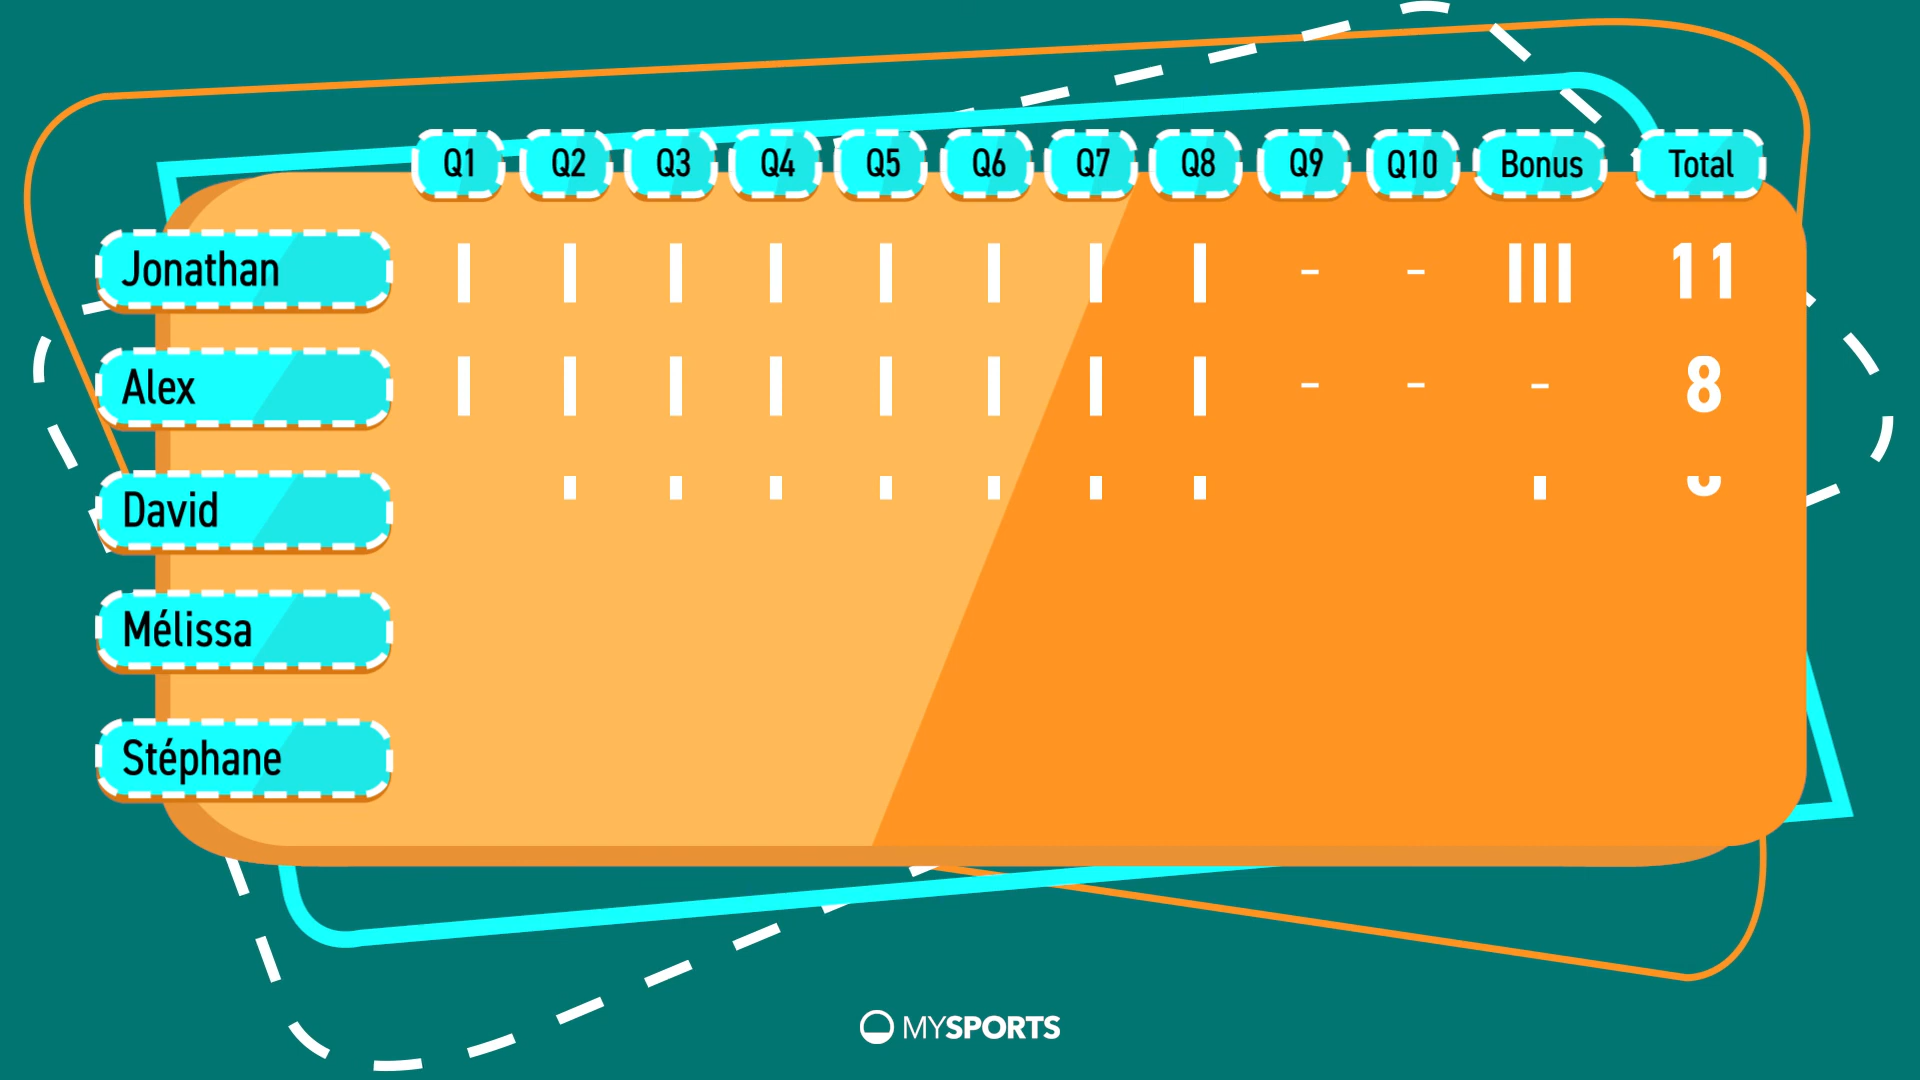 Q1 Q2 Q3 Q4 Q5 Q6 Q7 Q8 Q9 Q10 Bonus Total
Jonathan | | | | | | | | - - ||| 11
Alex | | | | | | | | - - - 8
David
Mélissa
Stéphane
MYSPORTS